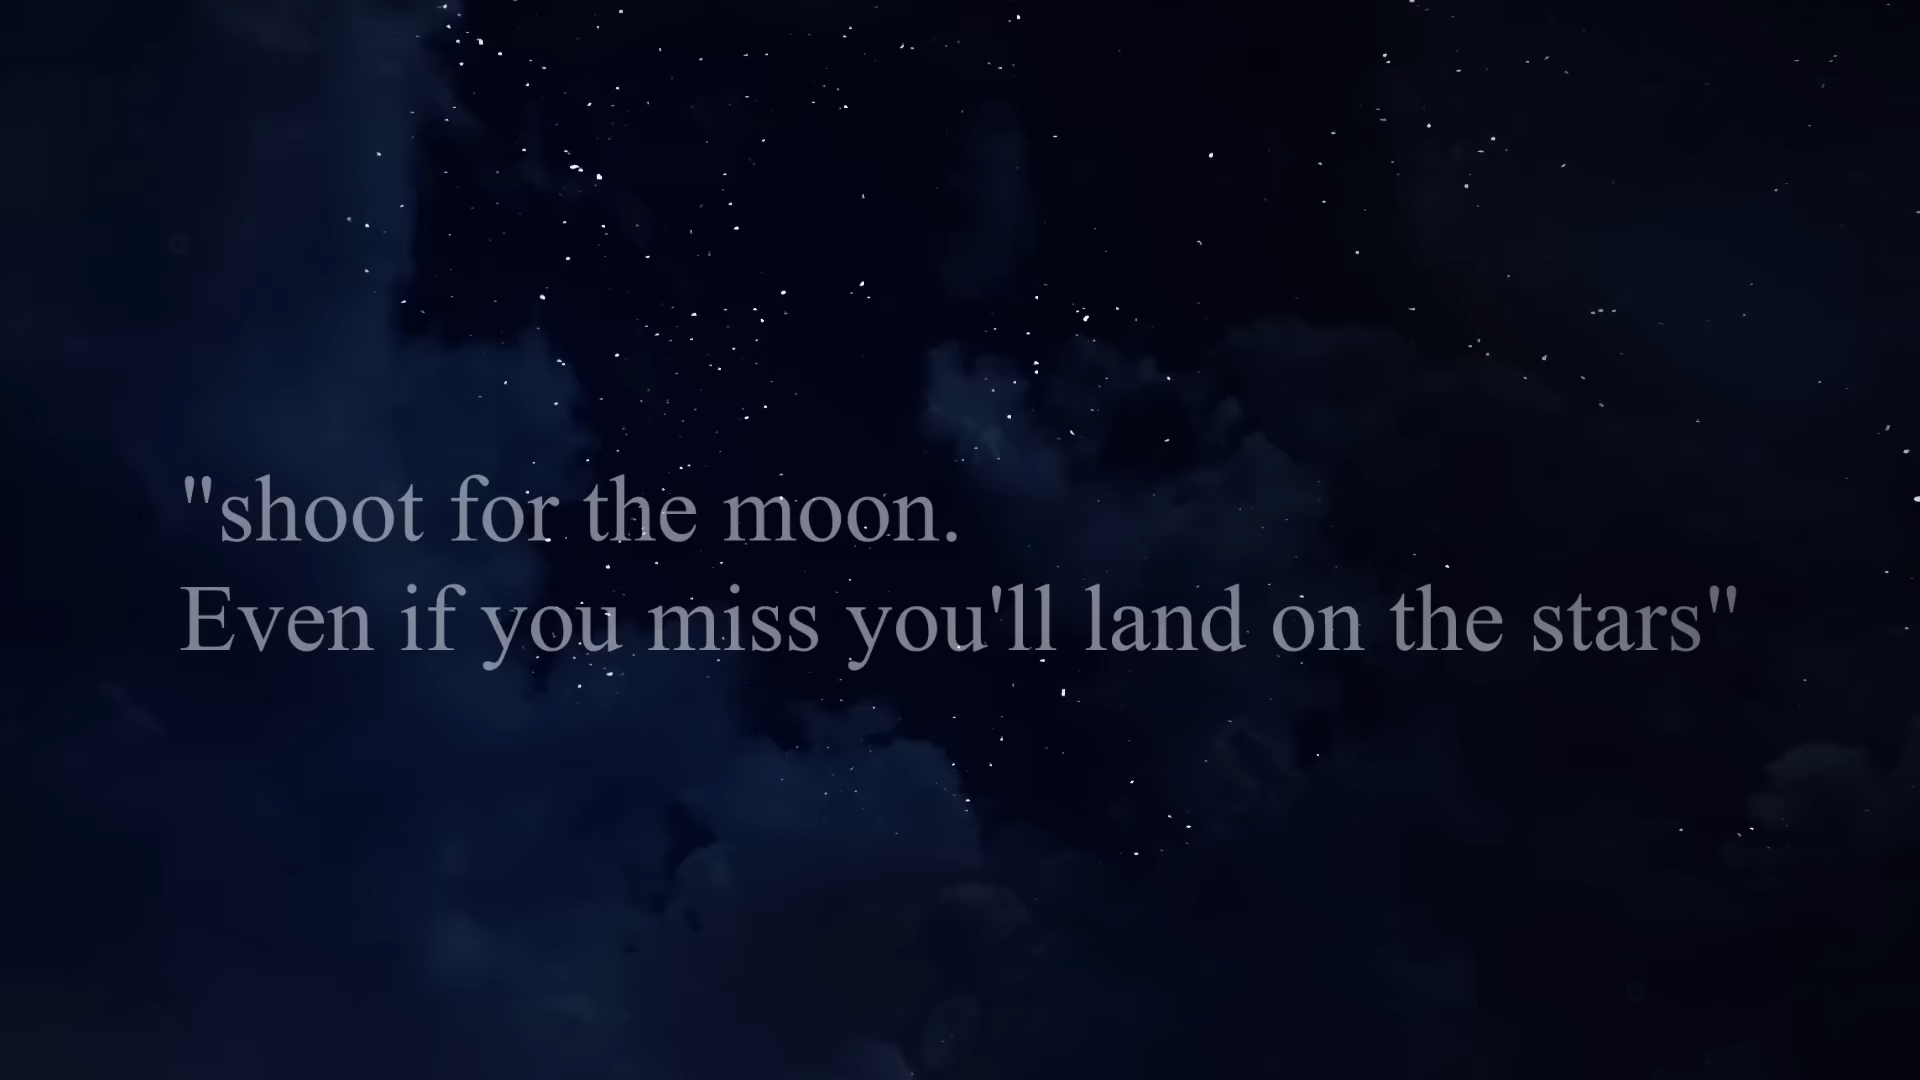 "shoot for the moon.
Even if you miss you'll land on the stars"